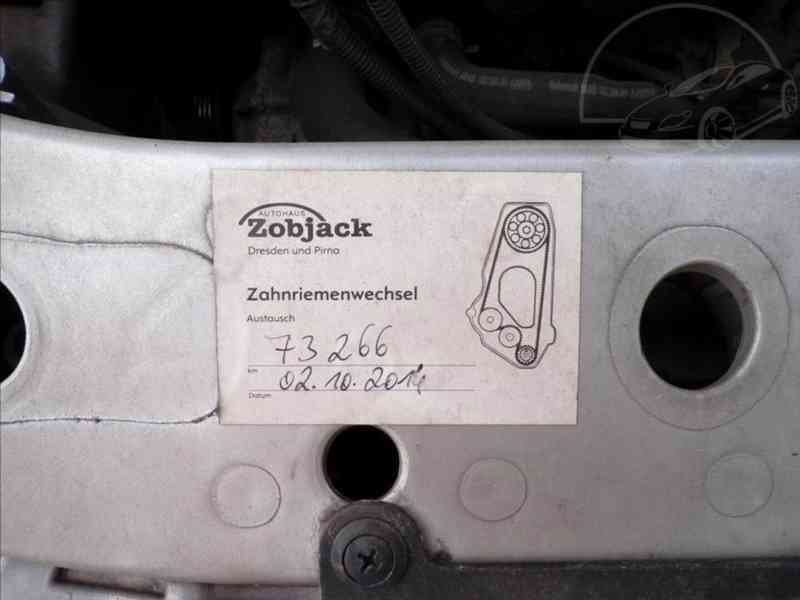 AUTOHAUS
Zobjack
Dresden und Pirna
Zahnriemenwechsel
Austausch
73 266
km
02.10.2014
Datum